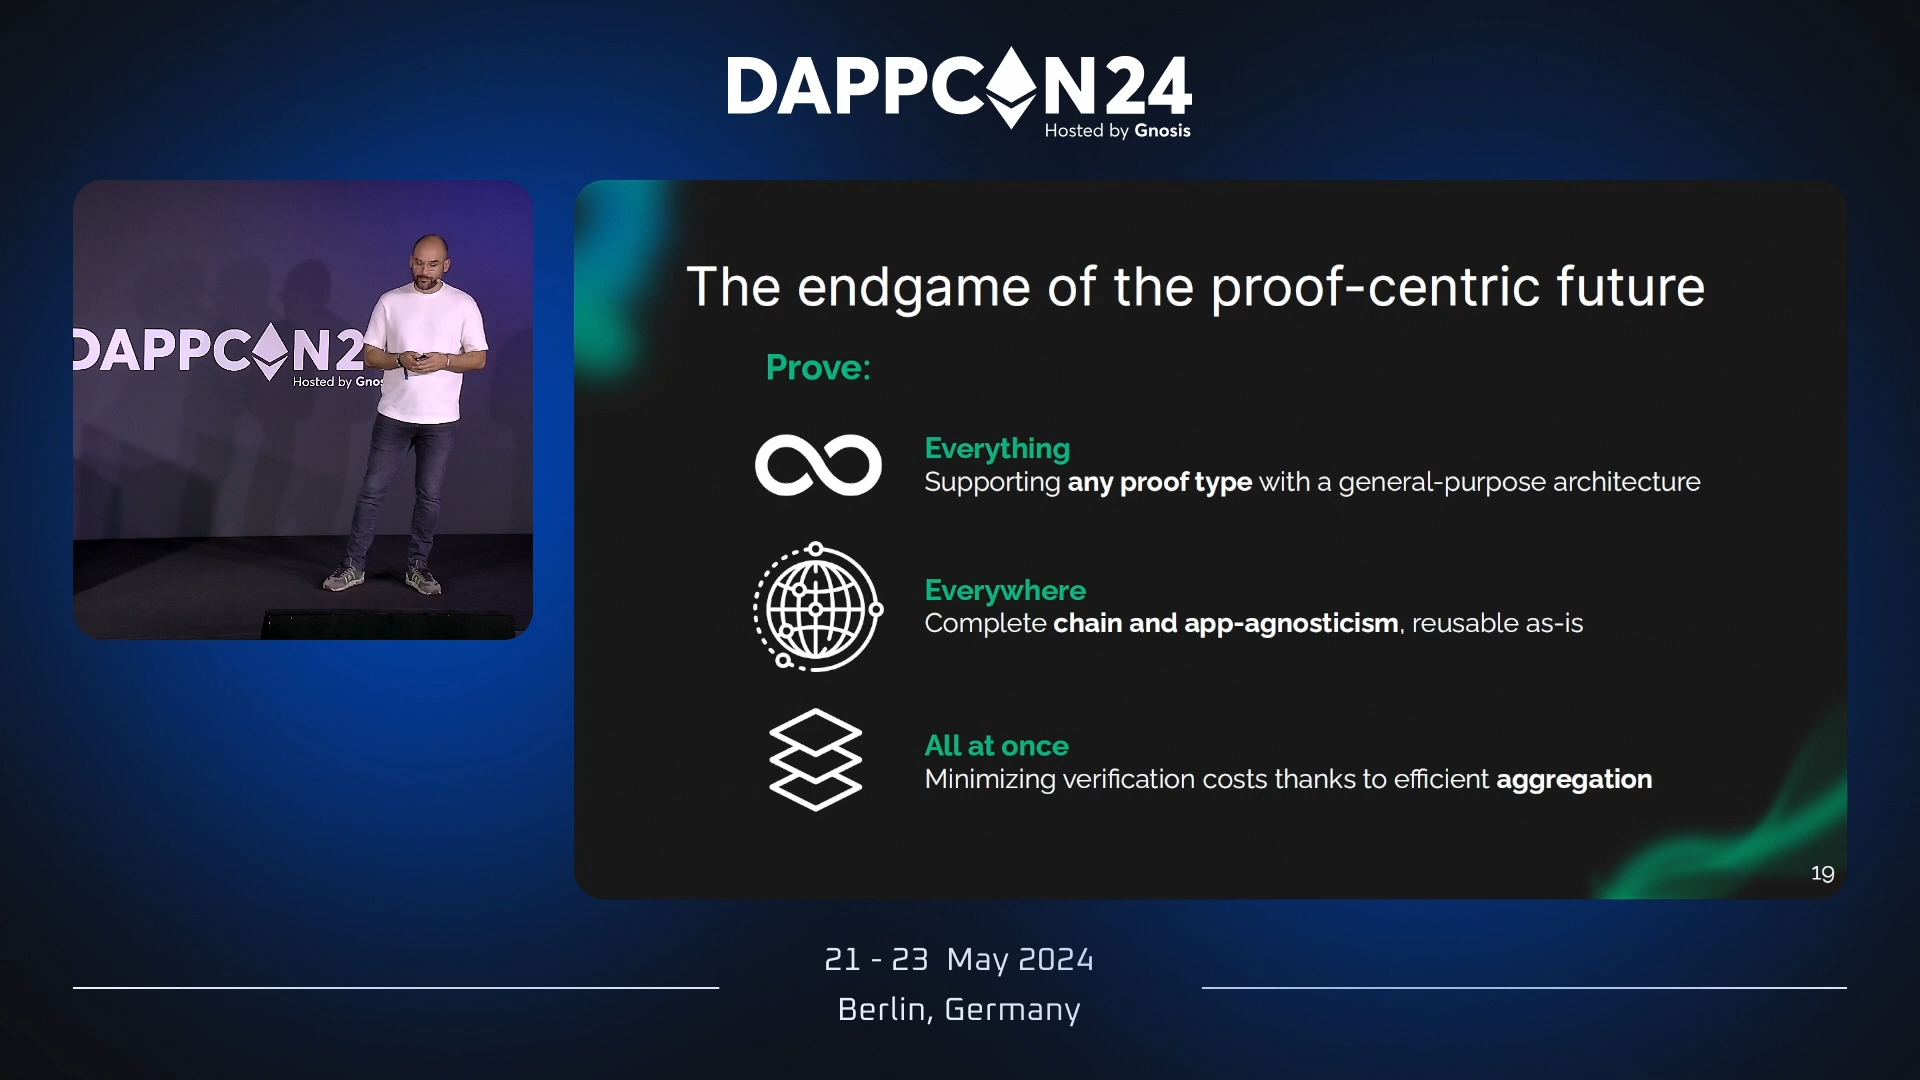 DAPPCON24
Hosted by Gnosis
DAPPCON2
Hosted by Gnos
The endgame of the proof-centric future
Prove:
Everything
Supporting any proof type with a general-purpose architecture
Everywhere
Complete chain and app-agnosticism, reusable as-is
All at once
Minimizing verification costs thanks to efficient aggregation
19
21 - 23 May 2024
Berlin, Germany